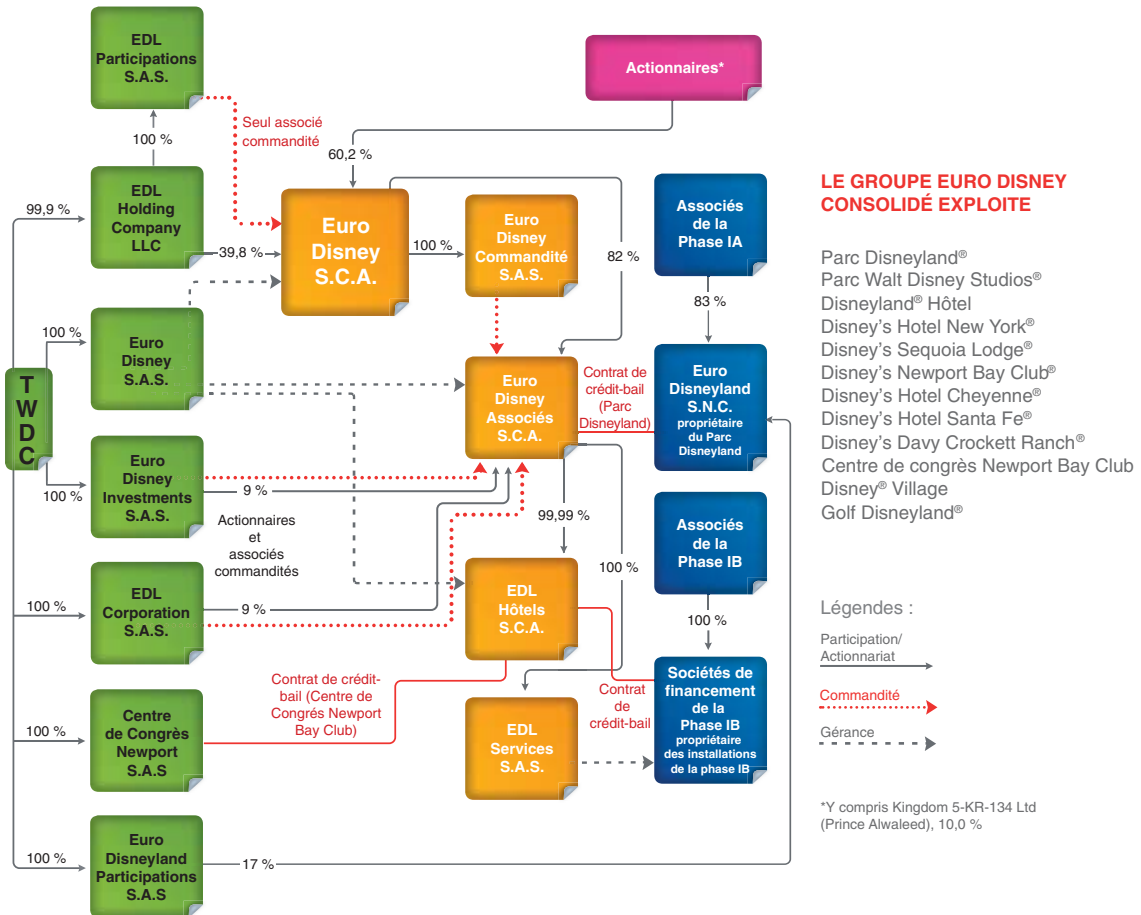 EDL
Participations
S.A.S.
Actionnaires*
Seul associé
commandité
100 %
60,2 %
EDL
Holding
Company
LLC
99,9 %
39,8 %
Euro
Disney
S.C.A.
100 %
Euro
Disney
Commandité
S.A.S.
82 %
Associés
de la
Phase IA
83 %
100 %
Euro
Disney
S.A.S.
TWDC
Euro
Disney
Associés
S.C.A.
Contrat de
crédit-bail
(Parc
Disneyland)
Euro
Disneyland
S.N.C.
propriétaire
du Parc
Disneyland
100 %
Euro
Disney
Investments
S.A.S.
9 %
Actionnaires
et
associés
commandités
99,99 %
100 %
Associés
de la
Phase IB
100 %
100 %
EDL
Corporation
S.A.S.
9 %
EDL
Hôtels
S.C.A.
Contrat de crédit-
bail (Centre de
Congrés Newport
Bay Club)
Contrat
de
crédit-bail
Sociétés de
financement
de la
Phase IB
propriétaire
des installations
de la phase IB
100 %
Centre
de Congrès
Newport
S.A.S
EDL
Services
S.A.S.
100 %
Euro
Disneyland
Participations
S.A.S
17 %
LE GROUPE EURO DISNEY
CONSOLIDÉ EXPLOITE
Parc Disneyland®
Parc Walt Disney Studios®
Disneyland® Hôtel
Disney's Hotel New York®
Disney's Sequoia Lodge®
Disney's Newport Bay Club®
Disney's Hotel Cheyenne®
Disney's Hotel Santa Fe®
Disney's Davy Crockett Ranch®
Centre de congrès Newport Bay Club
Disney® Village
Golf Disneyland®
Légendes :
Participation/
Actionnariat
Commandité
Gérance
*Y compris Kingdom 5-KR-134 Ltd
(Prince Alwaleed), 10,0 %